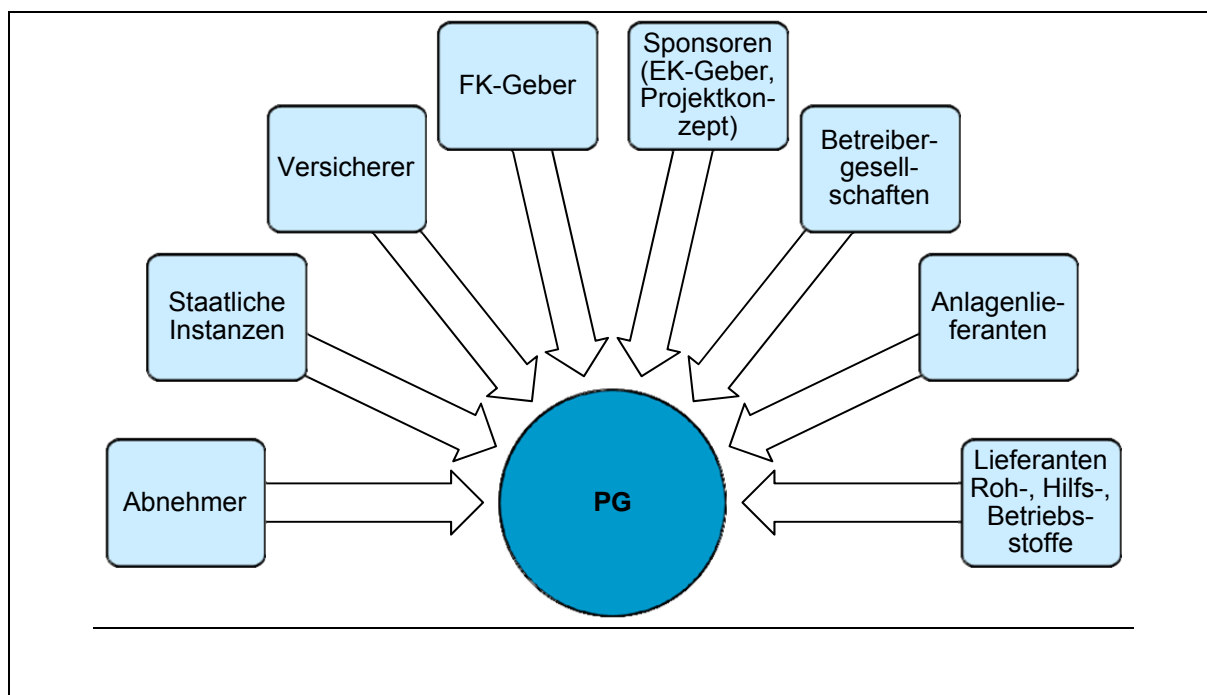 Sponsoren
(EK-Geber,
Projektkon-
zept)
FK-Geber
Versicherer
Betreiber-
gesell-
schaften
Staatliche
Instanzen
Anlagenlie-
feranten
Abnehmer
PG
Lieferanten
Roh-, Hilfs-,
Betriebs-
stoffe